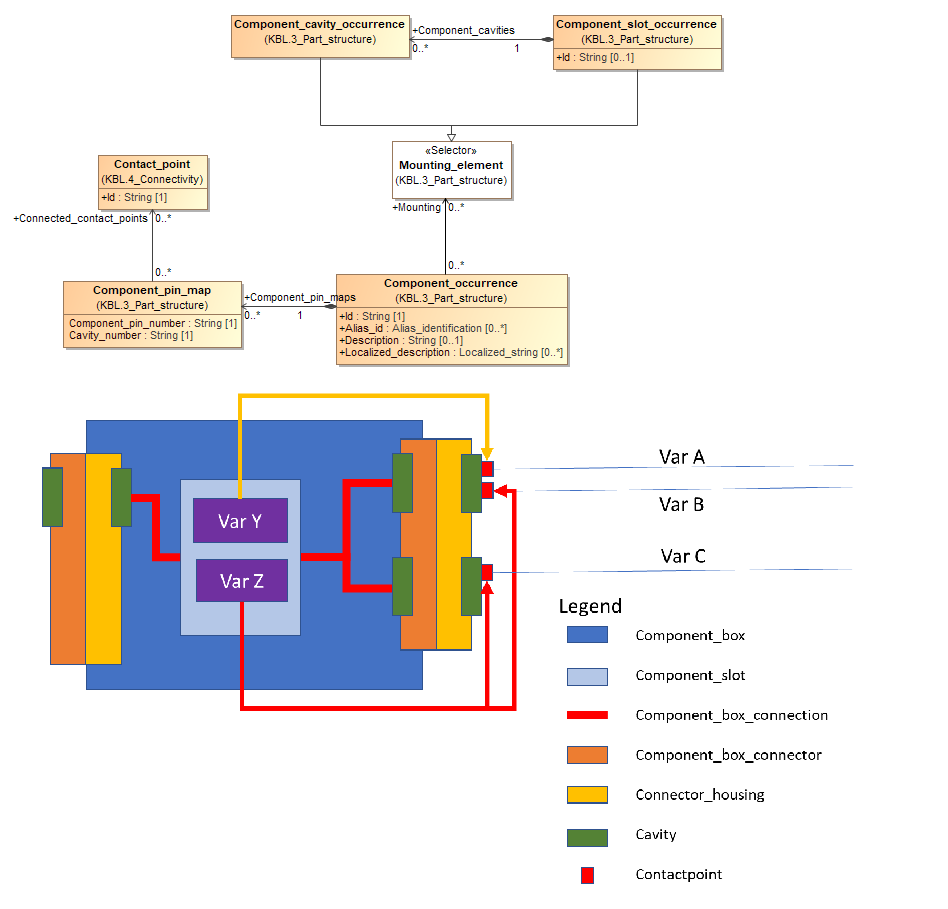 Component_cavity_occurrence
(KBL.3_Part_structure)
+Component_cavities
0..*
1
Component_slot_occurrence
(KBL.3_Part_structure)
+Id : String [0..1]
«Selector»
Mounting_element
(KBL.3_Part_structure)
+Mounting
0..*
0..*
Contact_point
(KBL.4_Connectivity)
+Id : String [1]
+Connected_contact_points
0..*
0..*
Component_pin_map
(KBL.3_Part_structure)
Component_pin_number : String [1]
Cavity_number : String [1]
+Component_pin_maps
0..*
1
Component_occurrence
(KBL.3_Part_structure)
+Id : String [1]
+Alias_id : Alias_identification [0..*]
+Description : String [0..1]
+Localized_description : Localized_string [0..*]
Var Y
Var Z
Var A
Var B
Var C
Legend
Component_box
Component_slot
Component_box_connection
Component_box_connector
Connector_housing
Cavity
Contactpoint